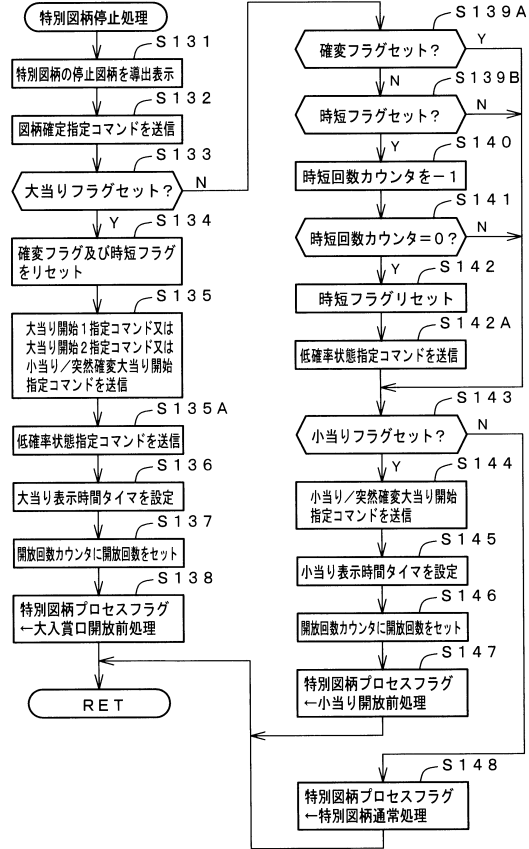 特別図柄停止処理
S131
特別図柄の停止図柄を導出表示
S132
図柄確定指定コマンドを送信
S133
大当りフラグセット?
N
Y
S134
確変フラグ及び時短フラグ
をリセット
S135
大当り開始1指定コマンド又は
大当り開始2指定コマンド又は
小当り/突然確変大当り開始
指定コマンドを送信
S135A
低確率状態指定コマンドを送信
S136
大当り表示時間タイマを設定
S137
開放回数カウンタに開放回数をセット
S138
特別図柄プロセスフラグ
←大入賞口開放前処理
RET
S139A
確変フラグセット?
Y
N
S139B
時短フラグセット?
N
Y
S140
時短回数カウンタを-1
S141
時短回数カウンタ=0?
N
Y
S142
時短フラグリセット
S142A
低確率状態指定コマンドを送信
S143
小当りフラグセット?
N
Y
S144
小当り/突然確変大当り開始
指定コマンドを送信
S145
小当り表示時間タイマを設定
S146
開放回数カウンタに開放回数をセット
S147
特別図柄プロセスフラグ
←小当り開放前処理
S148
特別図柄プロセスフラグ
←特別図柄通常処理